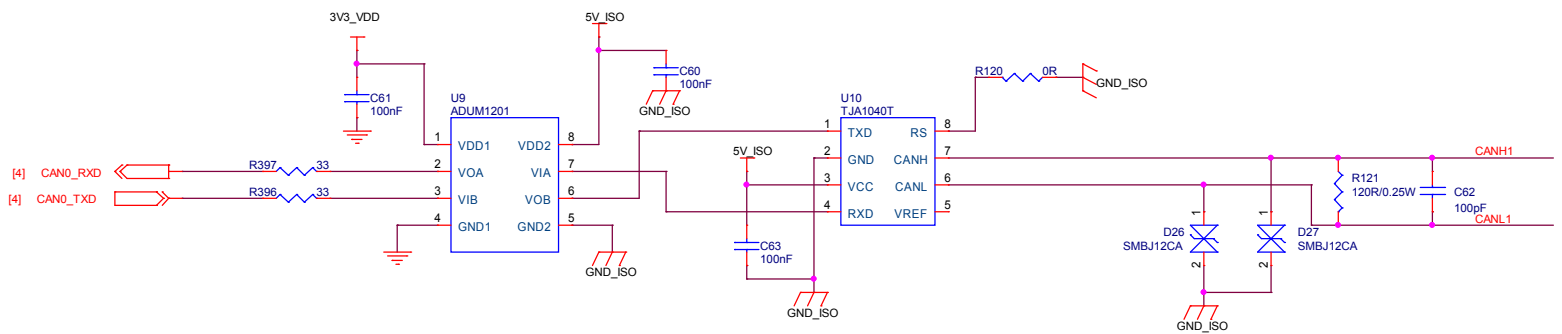 3V3_VDD
5V_ISO
C61
100nF
C60
100nF
GND_ISO
R120 0R
GND_ISO
U9
ADUM1201
U10
TJA1040T
1 VDD1 VDD2 8
2 VOA VIA 7
3 VIB VOB 6
4 GND1 GND2 5
[4] CAN0_RXD
R397 33
[4] CAN0_TXD
R396 33
GND_ISO
5V_ISO
1 TXD RS 8
2 GND CANH 7
3 VCC CANL 6
4 RXD VREF 5
C63
100nF
GND_ISO
CANH1
R121
120R/0.25W
C62
100pF
CANL1
1
D26
SMBJ12CA
2
1
D27
SMBJ12CA
2
GND_ISO